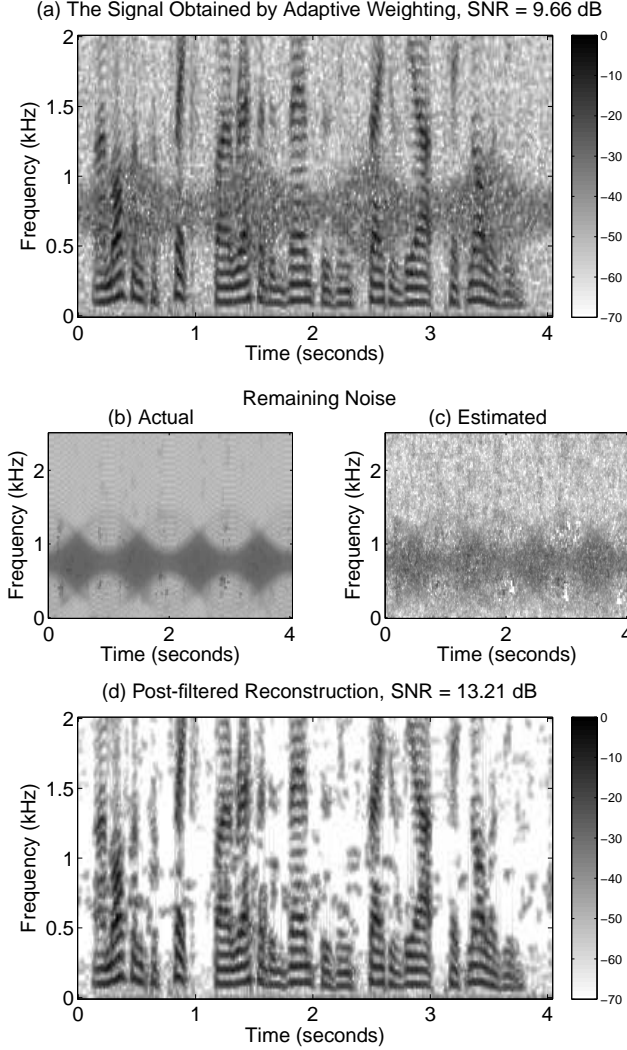 (a) The Signal Obtained by Adaptive Weighting, SNR = 9.66 dB
2
1.5
1
0.5
0
Frequency (kHz)
0 1 2 3 4
Time (seconds)
0
−10
−20
−30
−40
−50
−60
−70
Remaining Noise
(b) Actual
2
1
0
Frequency (kHz)
0 2 4
Time (seconds)
(c) Estimated
2
1
0
Frequency (kHz)
0 2 4
Time (seconds)
(d) Post-filtered Reconstruction, SNR = 13.21 dB
2
1.5
1
0.5
0
Frequency (kHz)
0 1 2 3 4
Time (seconds)
0
−10
−20
−30
−40
−50
−60
−70